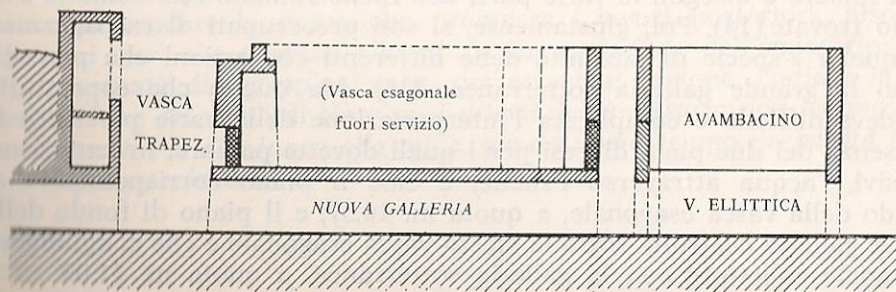 VASCA
TRAPEZ.
(Vasca esagonale
fuori servizio)
AVAMBACINO
NUOVA GALLERIA
V. ELLITTICA